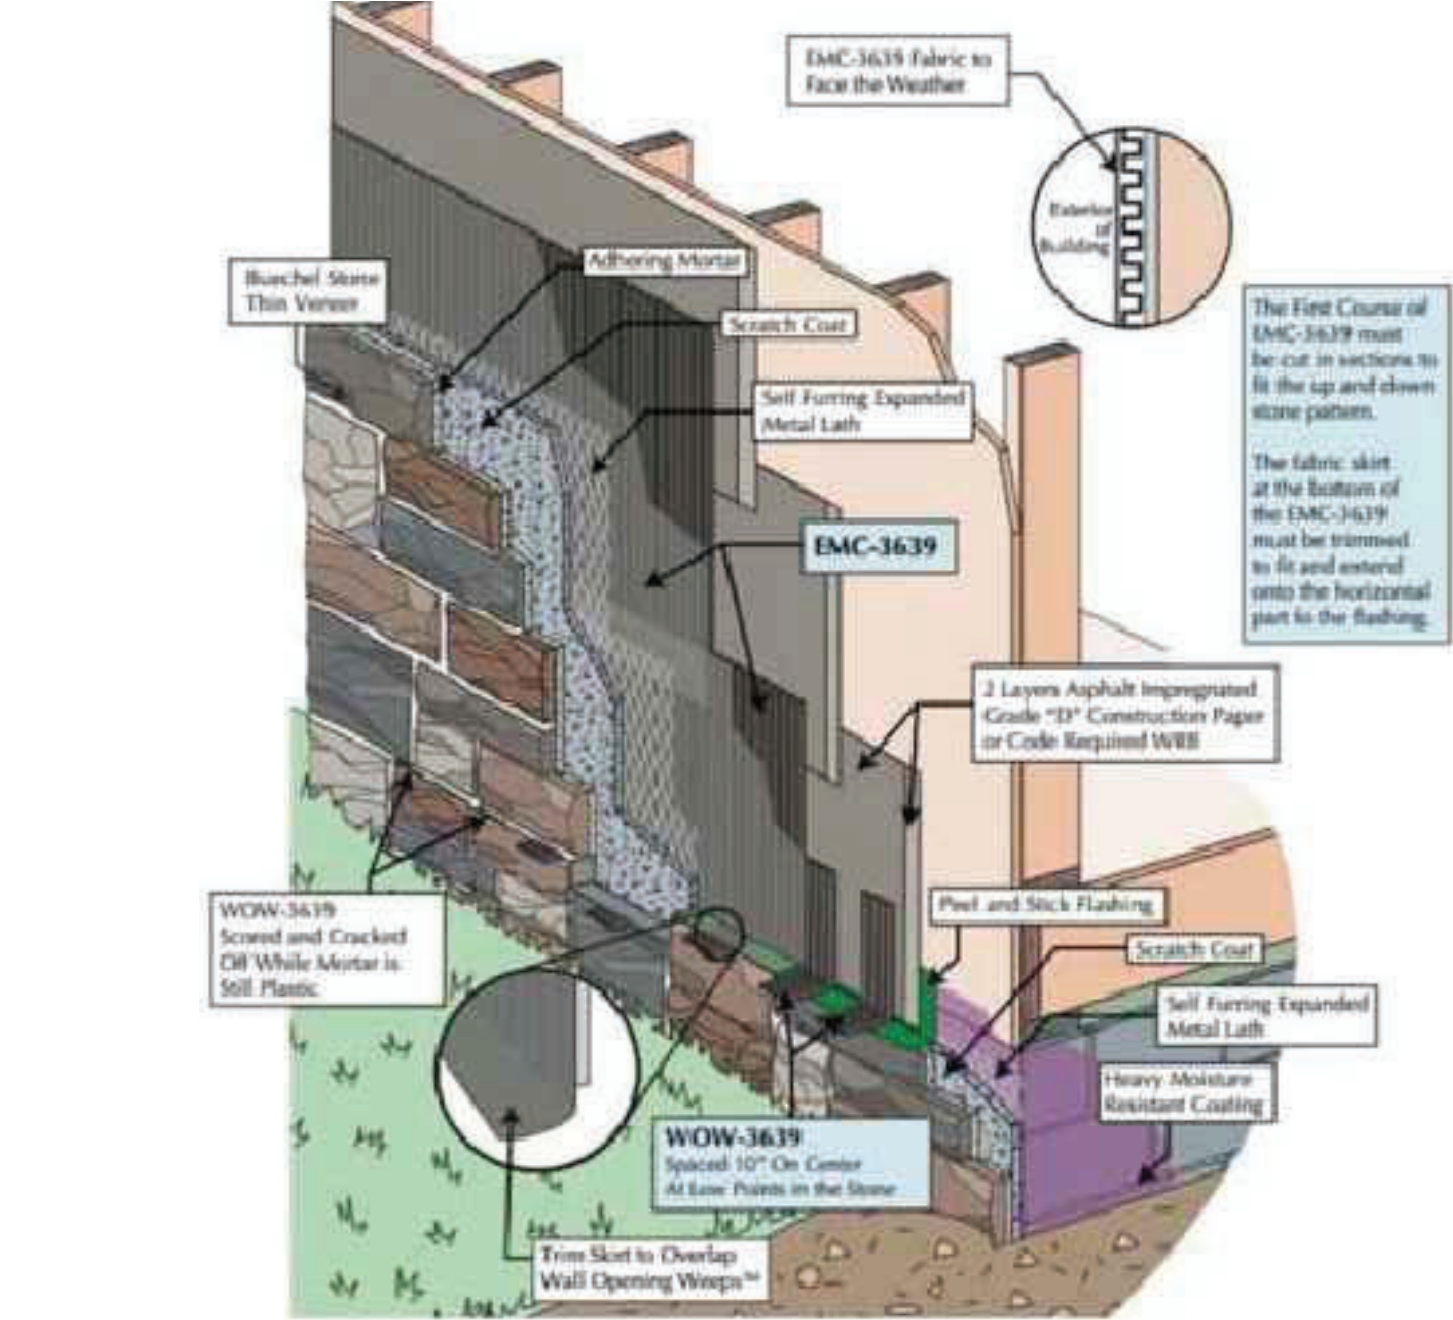 EMC-3639 Fabric to
Face the Weather
Exterior
of
Building
Buechel Stone
Thin Veneer
Adhering Mortar
Scratch Coat
Self Furring Expanded
Metal Lath
The First Course of
EMC-3639 must
be cut in sections to
fit the up and down
stone pattern.
The fabric skirt
at the bottom of
the EMC-3639
must be trimmed
to fit and extend
onto the horizontal
part to the flashing.
EMC-3639
2 Layers Asphalt Impregnated
Grade "D" Construction Paper
or Code Required WRB
WOW-3639
Scored and Cracked
Off While Mortar is
Still Plastic
Peel and Stick Flashing
Scratch Coat
Self Furring Expanded
Metal Lath
Heavy Moisture
Resistant Coating
WOW-3639
Spaced 10" On Center
At Low Points in the Stone
Trim Skirt to Overlap
Wall Opening Weeps™